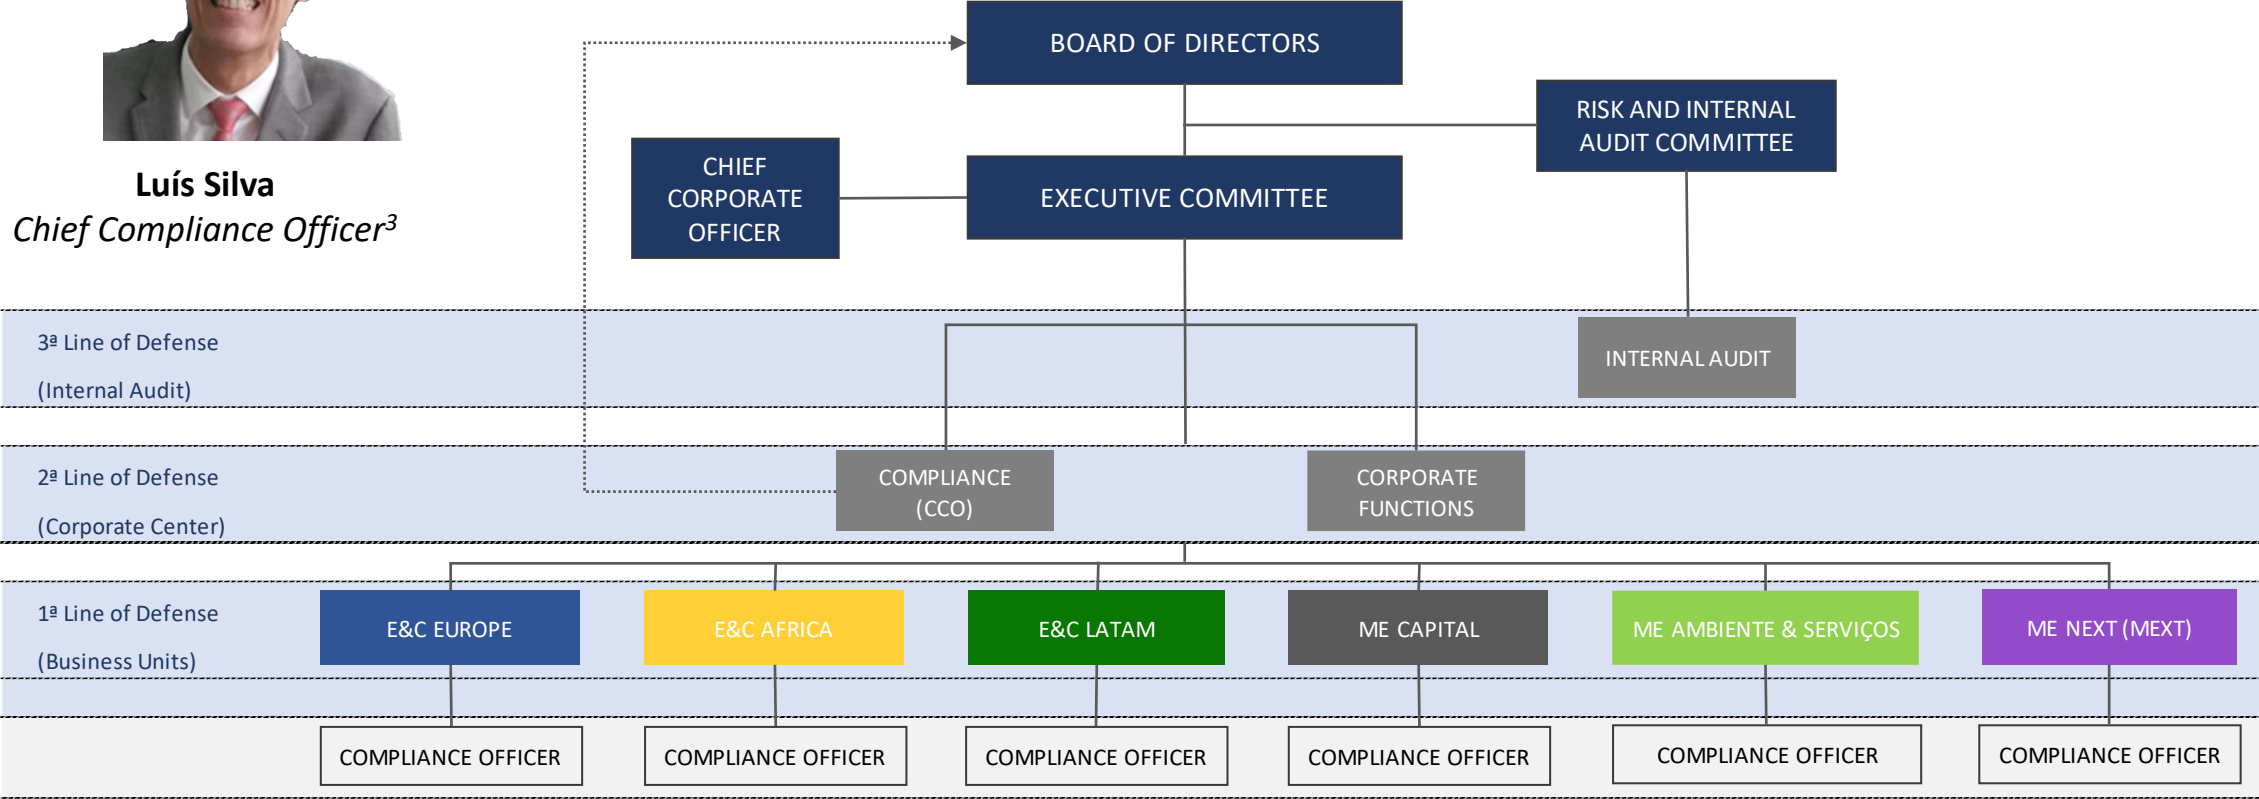 BOARD OF DIRECTORS
RISK AND INTERNAL
AUDIT COMMITTEE
CHIEF
CORPORATE
OFFICER
EXECUTIVE COMMITTEE
Luís Silva
Chief Compliance Officer³
3ª Line of Defense
(Internal Audit)
INTERNAL AUDIT
2ª Line of Defense
(Corporate Center)
COMPLIANCE
(CCO)
CORPORATE
FUNCTIONS
1ª Line of Defense
(Business Units)
E&C EUROPE
E&C AFRICA
E&C LATAM
ME CAPITAL
ME AMBIENTE & SERVIÇOS
ME NEXT (MEXT)
COMPLIANCE OFFICER
COMPLIANCE OFFICER
COMPLIANCE OFFICER
COMPLIANCE OFFICER
COMPLIANCE OFFICER
COMPLIANCE OFFICER